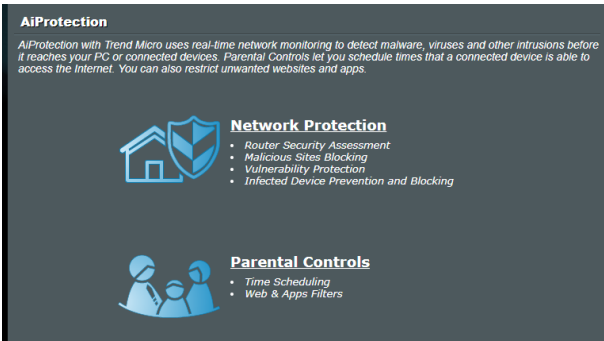 AiProtection
AiProtection with Trend Micro uses real-time network monitoring to detect malware, viruses and other intrusions before
it reaches your PC or connected devices. Parental Controls let you schedule times that a connected device is able to
access the Internet. You can also restrict unwanted websites and apps.
Network Protection
• Router Security Assessment
• Malicious Sites Blocking
• Vulnerability Protection
• Infected Device Prevention and Blocking
Parental Controls
• Time Scheduling
• Web & Apps Filters